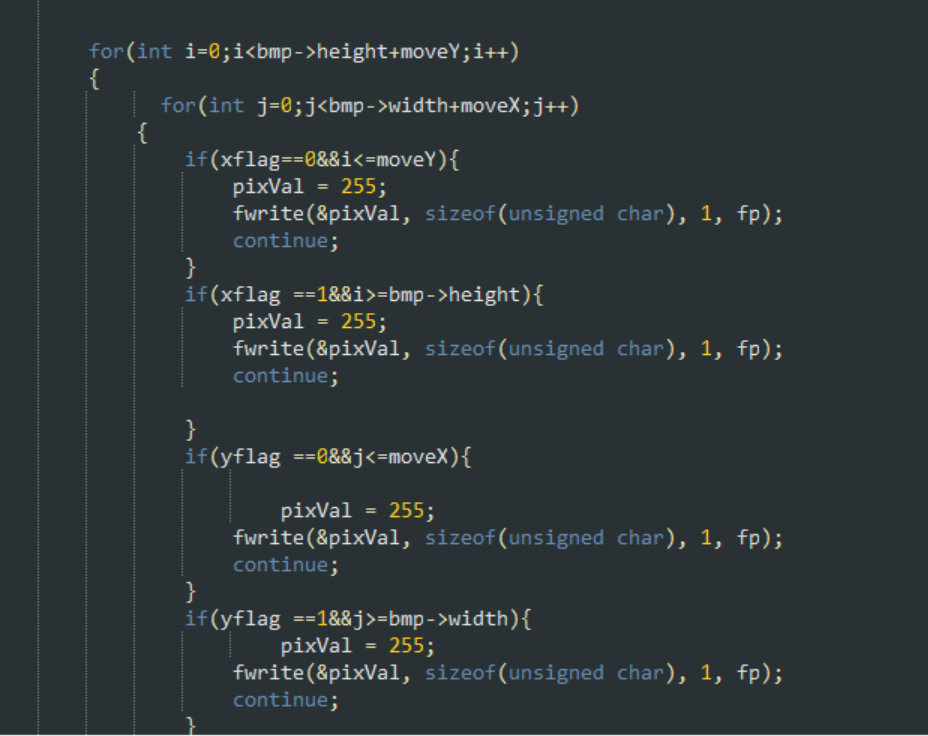 for(int i=0;i<bmp->height+moveY;i++)
{
for(int j=0;j<bmp->width+moveX;j++)
{
if(xflag==0&&i<=moveY){
pixVal = 255;
fwrite(&pixVal, sizeof(unsigned char), 1, fp);
continue;
}
if(xflag ==1&&i>=bmp->height){
pixVal = 255;
fwrite(&pixVal, sizeof(unsigned char), 1, fp);
continue;
}
if(yflag ==0&&j<=moveX){
pixVal = 255;
fwrite(&pixVal, sizeof(unsigned char), 1, fp);
continue;
}
if(yflag ==1&&j>=bmp->width){
pixVal = 255;
fwrite(&pixVal, sizeof(unsigned char), 1, fp);
continue;
}